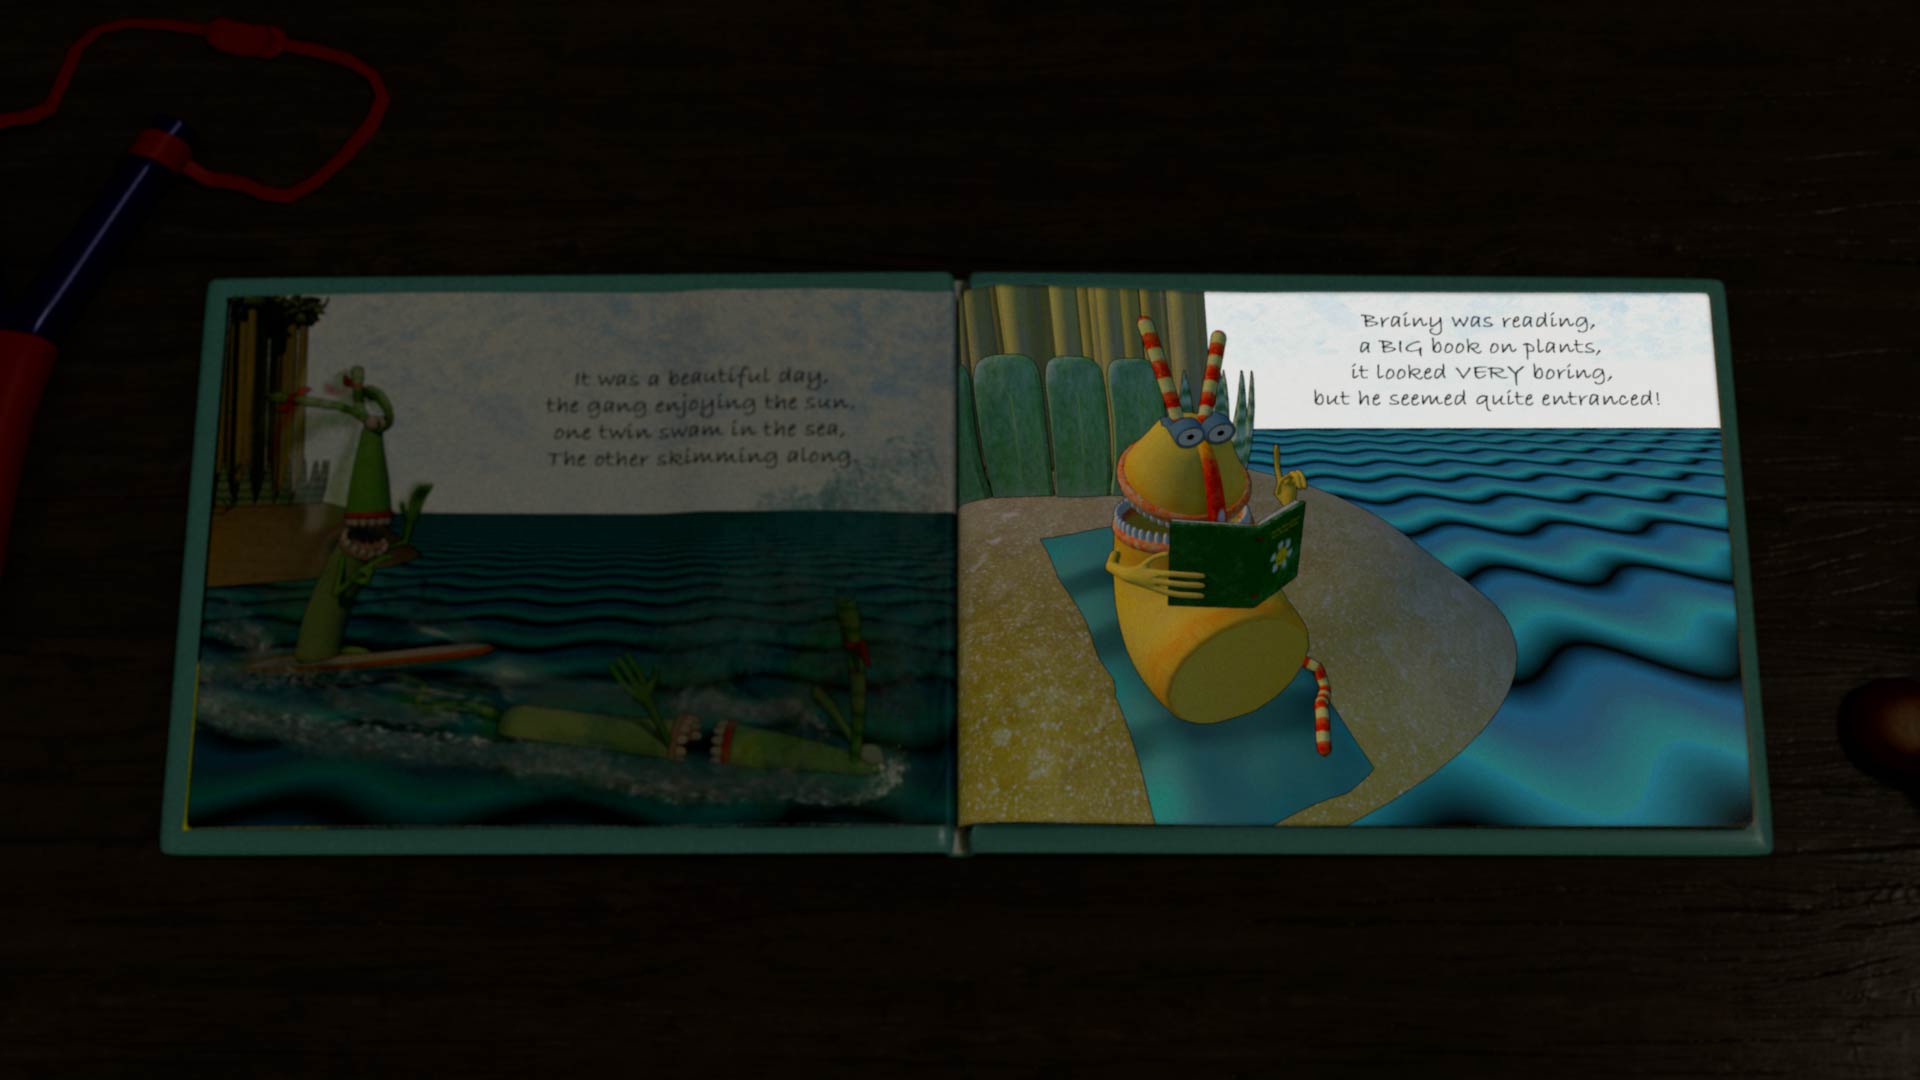 It was a beautiful day,
the gang enjoying the sun,
one twin swam in the sea,
The other skimming along.
Brainy was reading,
a BIG book on plants,
it looked VERY boring,
but he seemed quite entranced!